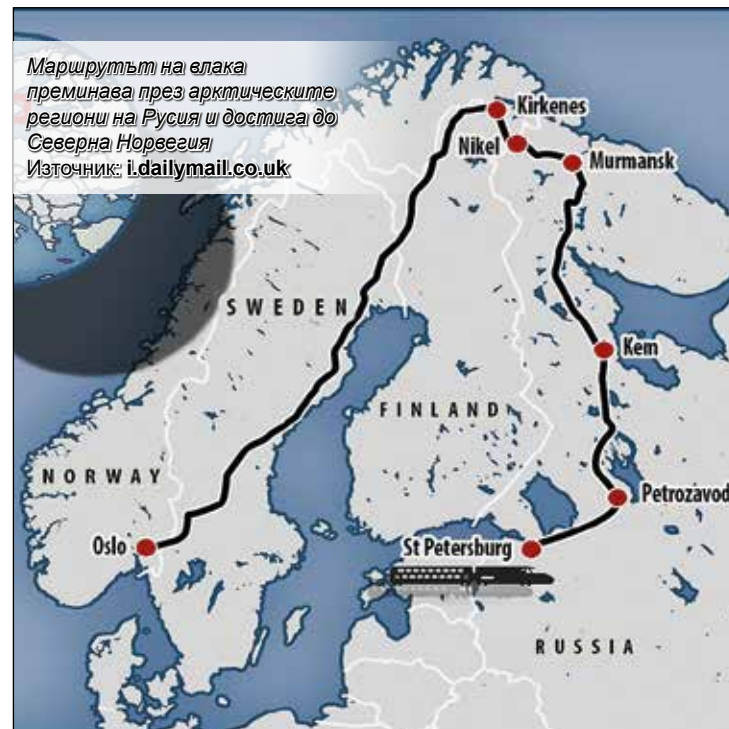 Маршрутът на влака
преминава през арктическите
региони на Русия и достига до
Северна Норвегия
Източник: i.dailymail.co.uk
Kirkenes
Nikel
Murmansk
SWEDEN
Kem
FINLAND
NORWAY
Petrozavod
Oslo
St Petersburg
RUSSIA